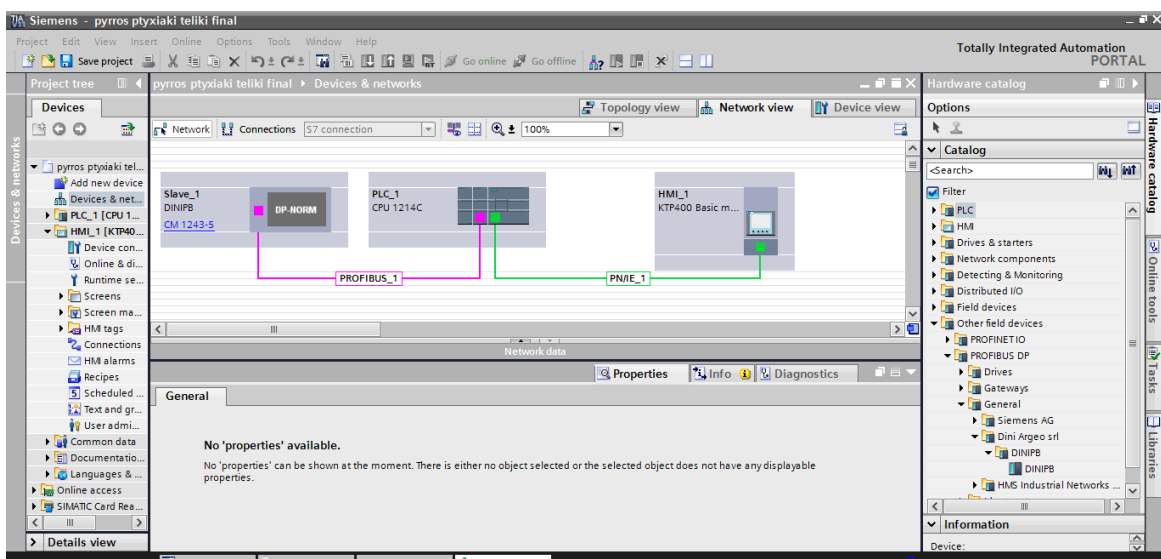 Siemens - pyrros ptyxiaki teliki final
Project Edit View Insert Online Options Tools Window Help
Totally Integrated Automation
PORTAL
Save project
Go online
Go offline
Project tree
pyrros ptyxiaki teliki final
Devices & networks
Hardware catalog
Devices
Topology view
Network view
Device view
Options
Network
Connections
S7 connection
100%
Devices & networks
Catalog
<Search>
Filter
pyrros ptyxiaki tel...
Add new device
Devices & net...
PLC_1 [CPU 1...
HMI_1 [KTP40...
Device con...
Online & di...
Runtime se...
Screens
Screen ma...
HMI tags
Connections
HMI alarms
Recipes
Scheduled ...
Text and gr...
User admi...
Common data
Documentatio...
Languages & ...
Online access
SIMATIC Card Rea...
Details view
Slave_1
DINIPB
CM 1243-5
DP-NORM
PLC_1
CPU 1214C
HMI_1
KTP400 Basic m...
PROFIBUS_1
PN/IE_1
Network data
Properties
Info
Diagnostics
General
No 'properties' available.
No 'properties' can be shown at the moment. There is either no object selected or the selected object does not have any displayable
properties.
PLC
HMI
Drives & starters
Network components
Detecting & Monitoring
Distributed I/O
Field devices
Other field devices
PROFINET IO
PROFIBUS DP
Drives
Gateways
General
Siemens AG
Dini Argeo srl
DINIPB
DINIPB
HMS Industrial Networks ...
Information
Device:
Hardware catalog
Online tools
Tasks
Libraries